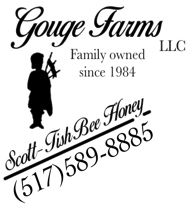 Gouge Farms
LLC
Family owned
since 1984
Scott-Tish Bee Honey
(517)589-8885